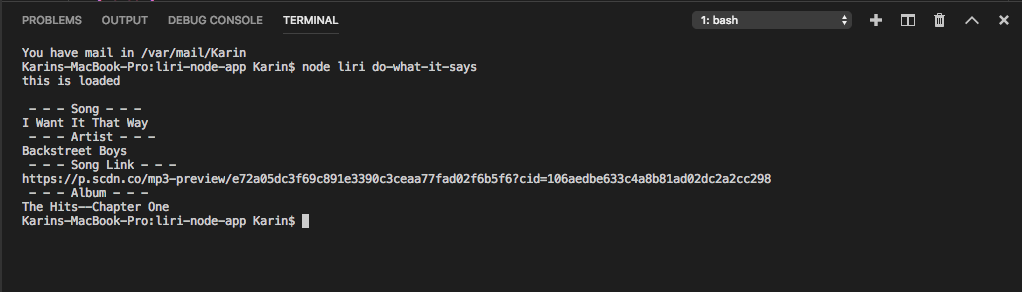 PROBLEMS OUTPUT DEBUG CONSOLE TERMINAL 1: bash
You have mail in /var/mail/Karin
Karins-MacBook-Pro:liri-node-app Karin$ node liri do-what-it-says
this is loaded
- - - Song - - -
I Want It That Way
- - - Artist - - -
Backstreet Boys
- - - Song Link - - -
https://p.scdn.co/mp3-preview/e72a05dc3f69c891e3390c3ceaa77fad02f6b5f6?cid=106aedbe633c4a8b81ad02dc2a2cc298
- - - Album - - -
The Hits--Chapter One
Karins-MacBook-Pro:liri-node-app Karin$